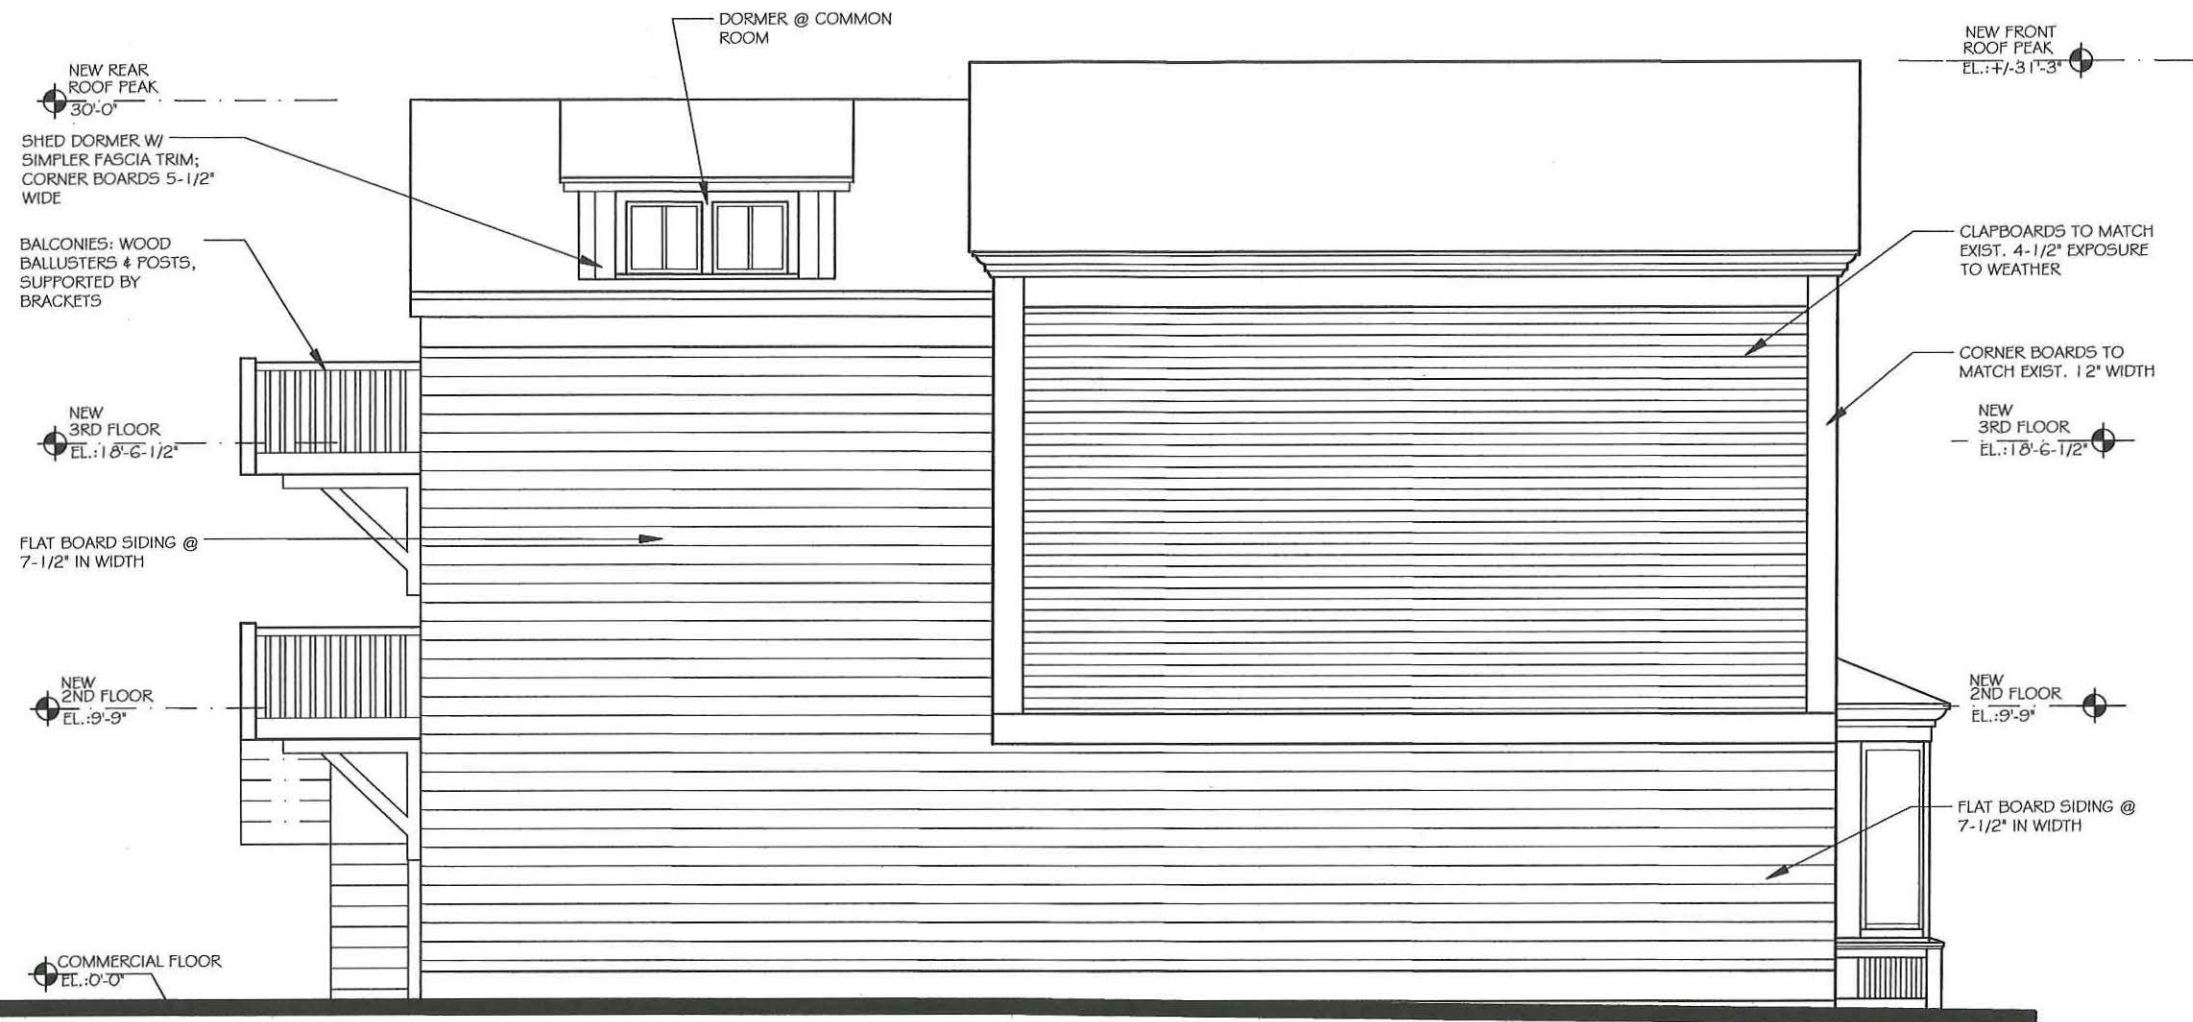 DORMER @ COMMON
ROOM
NEW REAR
ROOF PEAK
30'-0"
SHED DORMER W/
SIMPLER FASCIA TRIM;
CORNER BOARDS 5-1/2"
WIDE
BALCONIES: WOOD
BALLUSTERS & POSTS,
SUPPORTED BY
BRACKETS
NEW
3RD FLOOR
EL.:18'-6-1/2"
FLAT BOARD SIDING @
7-1/2" IN WIDTH
NEW
2ND FLOOR
EL.:9'-9"
COMMERCIAL FLOOR
EL.:0'-0"
NEW FRONT
ROOF PEAK
EL.:+/-31'-3"
CLAPBOARDS TO MATCH
EXIST. 4-1/2" EXPOSURE
TO WEATHER
CORNER BOARDS TO
MATCH EXIST. 12" WIDTH
NEW
3RD FLOOR
EL.:18'-6-1/2"
NEW
2ND FLOOR
EL.:9'-9"
FLAT BOARD SIDING @
7-1/2" IN WIDTH